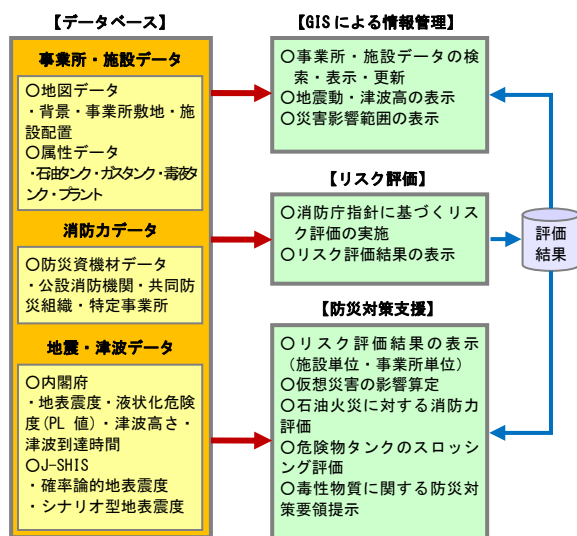 【データベース】
事業所・施設データ
○地図データ
・背景・事業所敷地・施
設配置
○属性データ
・石油タンク・ガスタンク・毒液タ
ンク・プラント
消防力データ
○防災資機材データ
・公設消防機関・共同防
災組織・特定事業所
地震・津波データ
○内閣府
・地表震度・液状化危険
度(PL 値)・津波高さ・
津波到達時間
○J-SHIS
・確率論的地表震度
・シナリオ型地表震度
【GISによる情報管理】
○事業所・施設データの検
索・表示・更新
○地震動・津波高の表示
○災害影響範囲の表示
【リスク評価】
○消防庁指針に基づくリス
ク評価の実施
○リスク評価結果の表示
【防災対策支援】
○リスク評価結果の表示
（施設単位・事業所単位）
○仮想災害の影響算定
○石油火災に対する消防力
評価
○危険物タンクのスロッシ
ング評価
○毒性物質に関する防災対
策要領提示
評価
結果